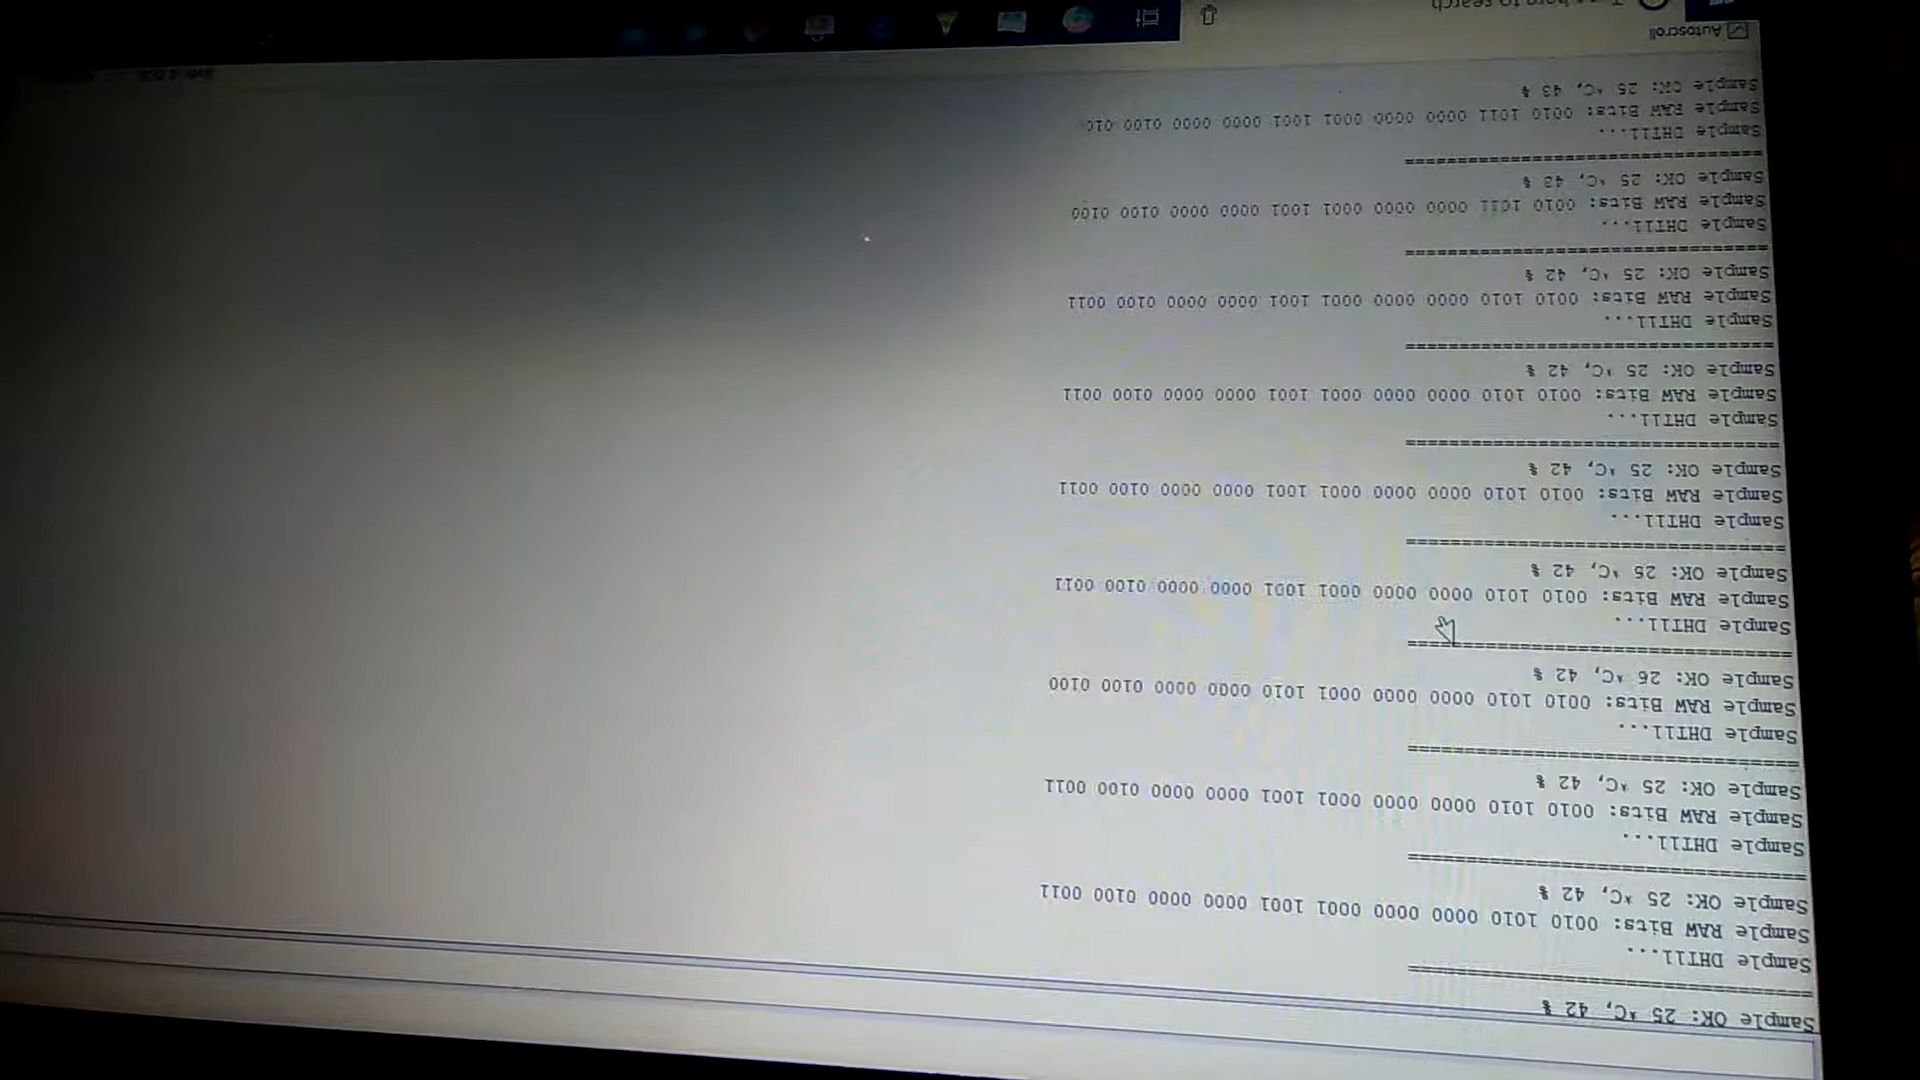 Sample OK: 25 *C, 42 %
=================================
Sample DHT11...
Sample RAW Bits: 0010 1010 0000 0000 0001 1001 0000 0000 0100 0011
Sample OK: 25 *C, 42 %
=================================
Sample DHT11...
Sample RAW Bits: 0010 1010 0000 0000 0001 1001 0000 0000 0100 0011
Sample OK: 25 *C, 42 %
=================================
Sample DHT11...
Sample RAW Bits: 0010 1010 0000 0000 0001 1010 0000 0000 0100 0100
Sample OK: 26 *C, 42 %
=================================
Sample DHT11...
Sample RAW Bits: 0010 1010 0000 0000 0001 1001 0000 0000 0100 0011
Sample OK: 25 *C, 42 %
=================================
Sample DHT11...
Sample RAW Bits: 0010 1010 0000 0000 0001 1001 0000 0000 0100 0011
Sample OK: 25 *C, 42 %
=================================
Sample DHT11...
Sample RAW Bits: 0010 1010 0000 0000 0001 1001 0000 0000 0100 0011
Sample OK: 25 *C, 42 %
=================================
Sample DHT11...
Sample RAW Bits: 0010 1010 0000 0000 0001 1001 0000 0000 0100 0011
Sample OK: 25 *C, 42 %
=================================
Sample DHT11...
Sample RAW Bits: 0010 1011 0000 0000 0001 1001 0000 0000 0100 0100
Sample OK: 25 *C, 43 %
=================================
Sample DHT11...
Sample RAW Bits: 0010 1011 0000 0000 0001 1001 0000 0000 0100 010
Sample OK: 25 *C, 43 %
Autoscroll
here to search